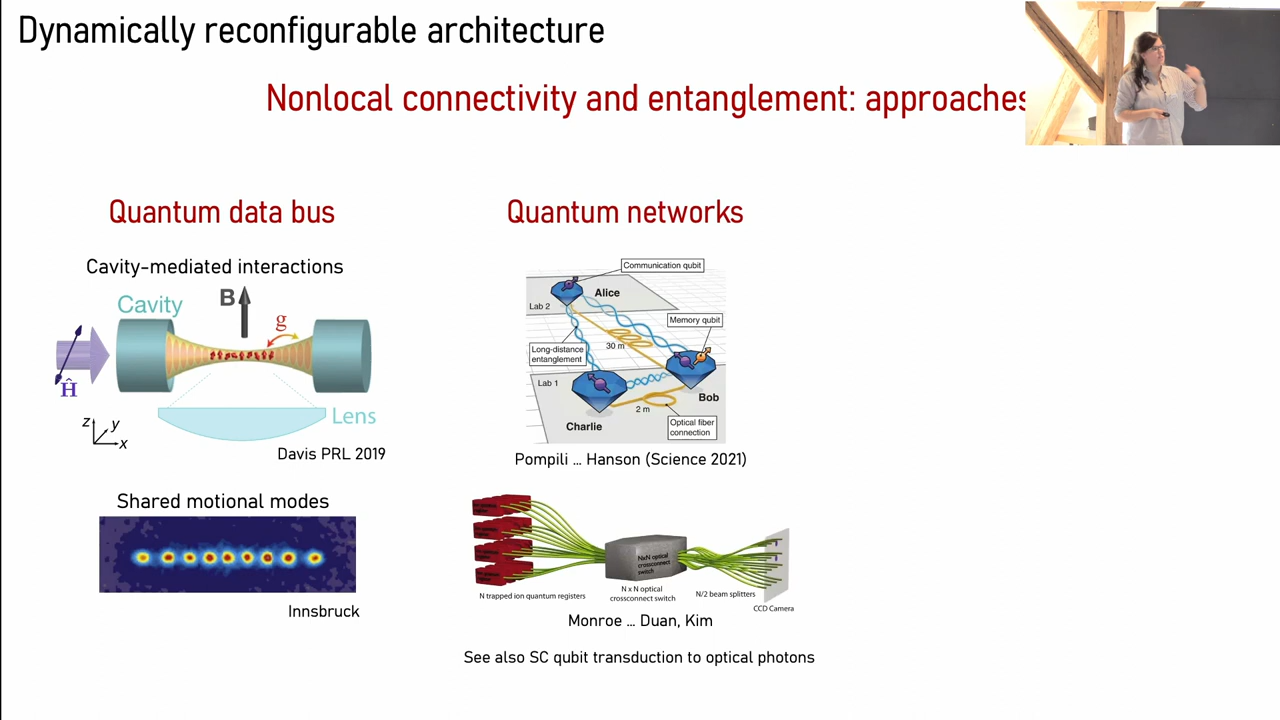 Dynamically reconfigurable architecture
Nonlocal connectivity and entanglement: approaches
Quantum data bus
Cavity-mediated interactions
Cavity
B
g
Ĥ
z
y
x
Lens
Davis PRL 2019
Shared motional modes
Innsbruck
Quantum networks
Communication qubit
Alice
Lab 2
Memory qubit
30 m
Long-distance
entanglement
Lab 1
Bob
2 m
Charlie
Optical fiber
connection
Pompili ... Hanson (Science 2021)
NxN optical
crossconnect
switch
N trapped ion quantum registers
N x N optical
crossconnect switch
N/2 beam splitters
CCD Camera
Monroe ... Duan, Kim
See also SC qubit transduction to optical photons